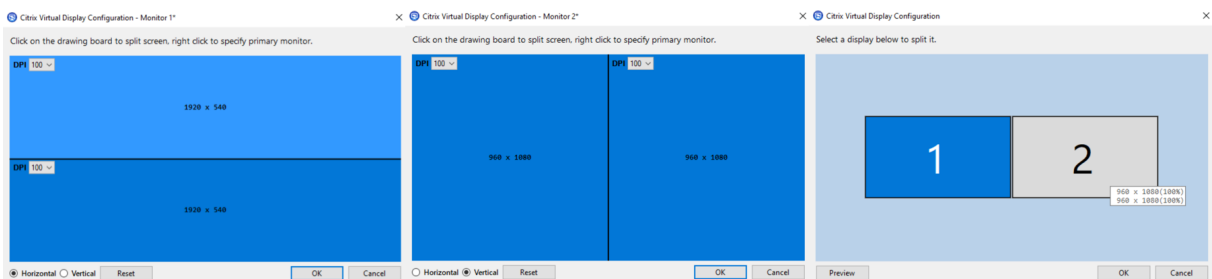 Citrix Virtual Display Configuration - Monitor 1*
Click on the drawing board to split screen, right click to specify primary monitor.
DPI 100
1920 x 540
DPI 100
1920 x 540
Horizontal Vertical Reset OK Cancel
Citrix Virtual Display Configuration - Monitor 2*
Click on the drawing board to split screen, right click to specify primary monitor.
DPI 100 DPI 100
960 x 1080 960 x 1080
Horizontal Vertical Reset OK Cancel
Citrix Virtual Display Configuration
Select a display below to split it.
1 2
960 x 1080(100%)
960 x 1080(100%)
Preview OK Cancel